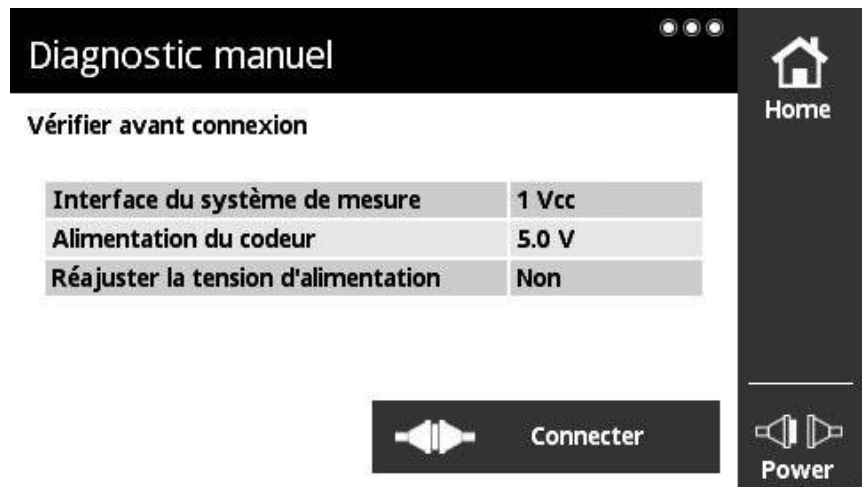 Diagnostic manuel
Home
Vérifier avant connexion
Interface du système de mesure 1 Vcc
Alimentation du codeur 5.0 V
Réajuster la tension d'alimentation Non
Connecter
Power